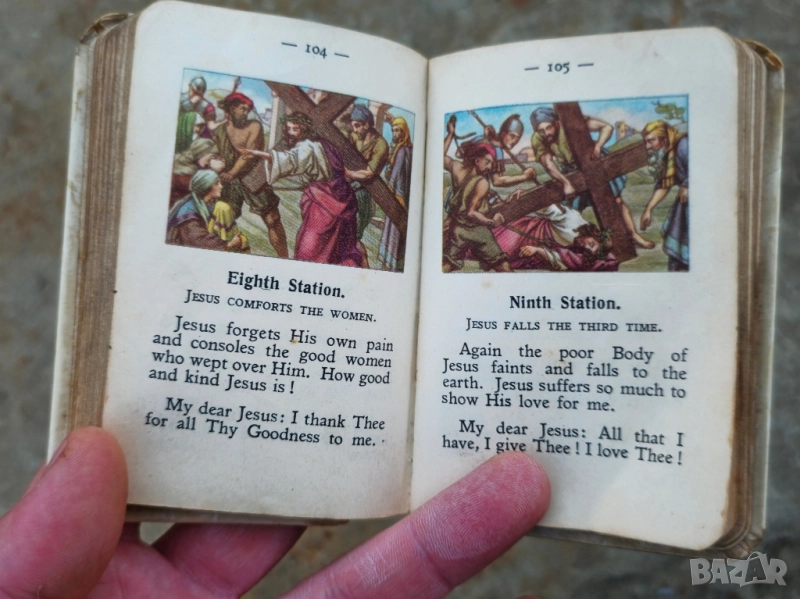 — 104 —
Eighth Station.
JESUS COMFORTS THE WOMEN.
Jesus forgets His own pain
and consoles the good women
who wept over Him. How good
and kind Jesus is!
My dear Jesus: I thank Thee
for all Thy Goodness to me.
— 105 —
Ninth Station.
JESUS FALLS THE THIRD TIME.
Again the poor Body of
Jesus faints and falls to the
earth. Jesus suffers so much to
show His love for me.
My dear Jesus: All that I
have, I give Thee! I love Thee!
BAZAR